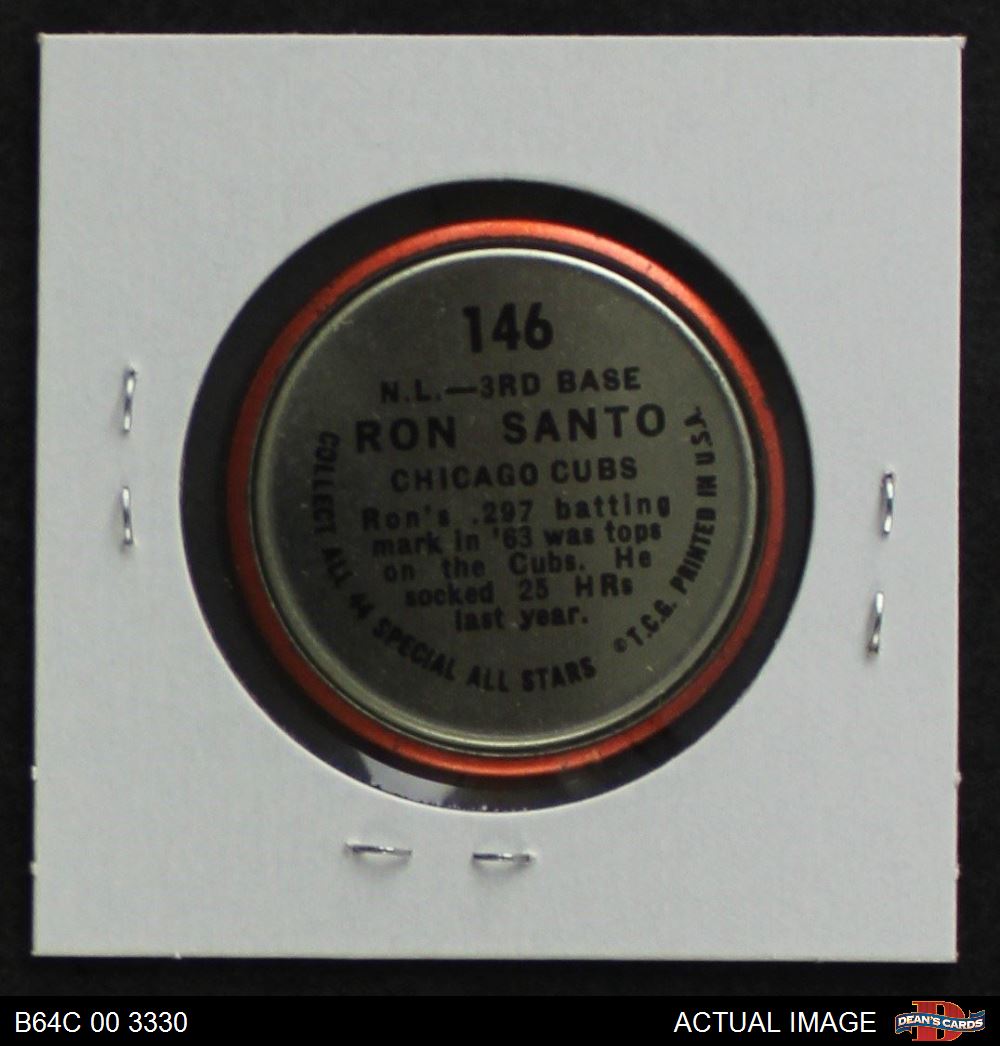 146
N.L.—3RD BASE
RON SANTO
CHICAGO CUBS
Ron's .297 batting
mark in '63 was tops
on the Cubs. He
socked 25 HRs
last year.
COLLECT ALL 44 SPECIAL ALL STARS
©T.C.G. PRINTED IN U.S.A.
B64C 00 3330
ACTUAL IMAGE
DEAN'S CARDS